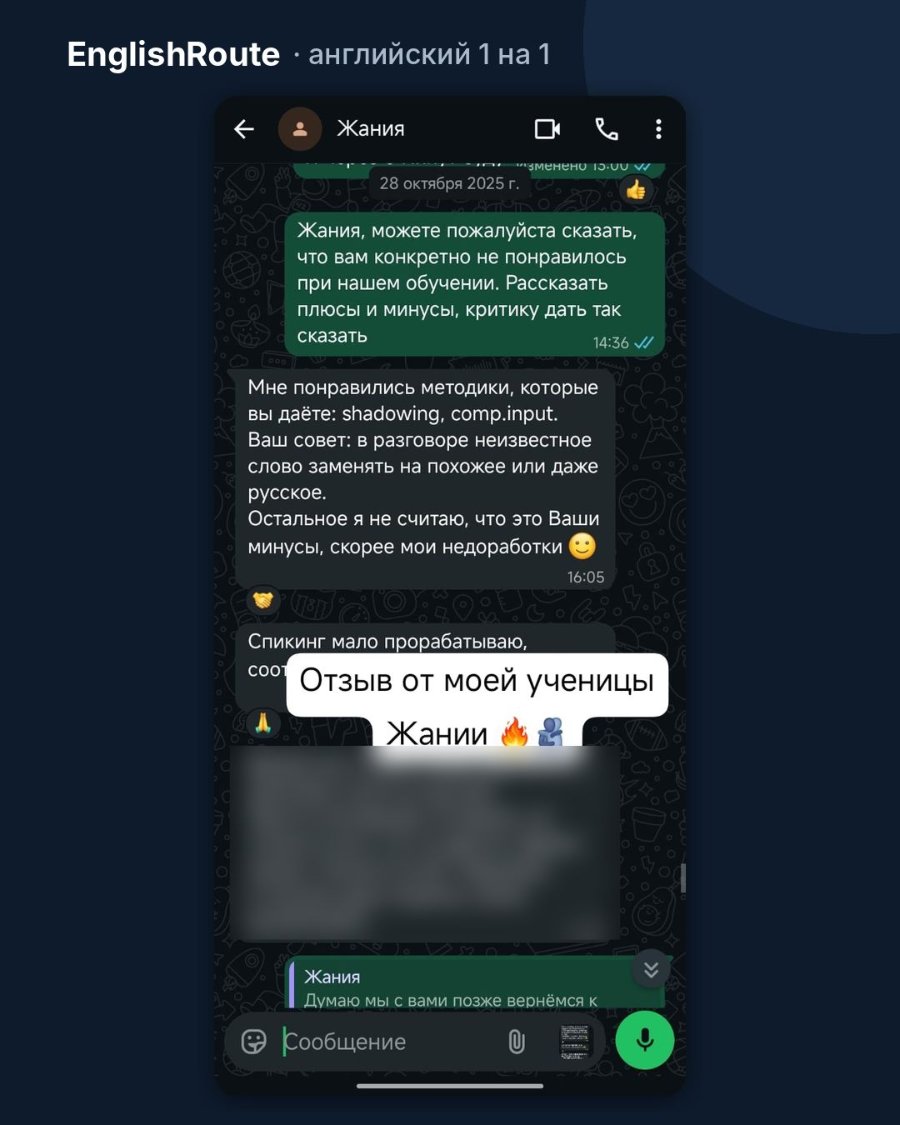 EnglishRoute · английский 1 на 1
Жания
изменено 13:00
28 октября 2025 г.
Жания, можете пожалуйста сказать,
что вам конкретно не понравилось
при нашем обучении. Рассказать
плюсы и минусы, критику дать так
сказать
14:36
Мне понравились методики, которые
вы даёте: shadowing, comp.input.
Ваш совет: в разговоре неизвестное
слово заменять на похожее или даже
русское.
Остальное я не считаю, что это Ваши
минусы, скорее мои недоработки 🙂
16:05
Спикинг мало прорабатываю,
Отзыв от моей ученицы
Жании 🔥🫂
Жания
Думаю мы с вами позже вернёмся к
Сообщение